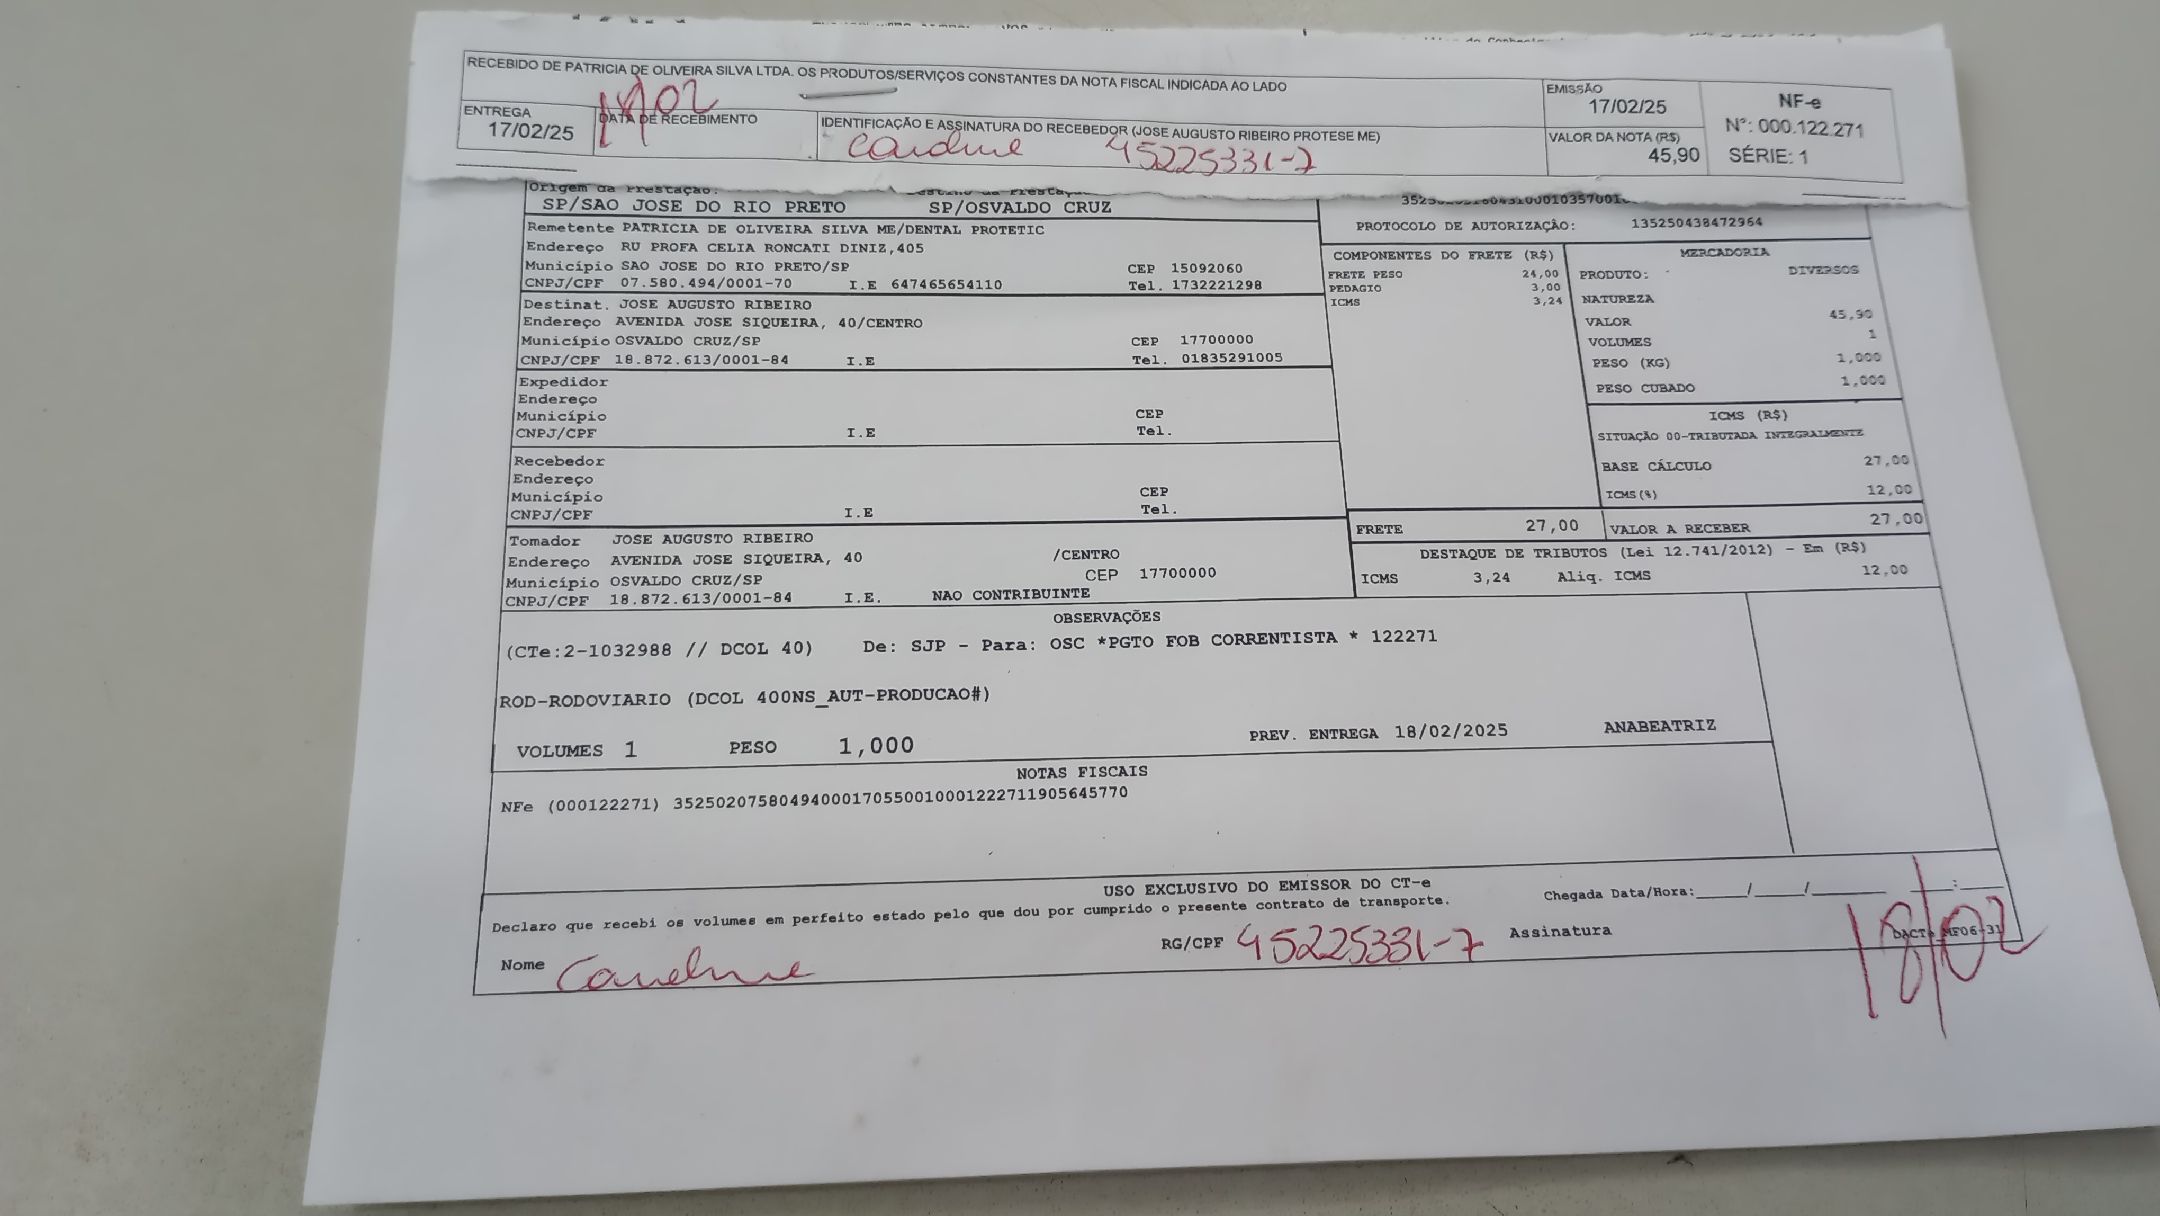 RECEBIDO DE PATRICIA DE OLIVEIRA SILVA LTDA. OS PRODUTOS/SERVIÇOS CONSTANTES DA NOTA FISCAL INDICADA AO LADO
EMISSÃO
17/02/25
NF-e
N°: 000.122.271
SÉRIE: 1
ENTREGA
17/02/25
DATA DE RECEBIMENTO
IDENTIFICAÇÃO E ASSINATURA DO RECEBEDOR (JOSE AUGUSTO RIBEIRO PROTESE ME)
45225331-7
VALOR DA NOTA (R$)
45,90
Origem da Prestação:
SP/SAO JOSE DO RIO PRETO SP/OSVALDO CRUZ
PROTOCOLO DE AUTORIZAÇÃO: 135250438472964
Remetente PATRICIA DE OLIVEIRA SILVA ME/DENTAL PROTETIC
Endereço RU PROFA CELIA RONCATI DINIZ,405
Município SAO JOSE DO RIO PRETO/SP CEP 15092060
CNPJ/CPF 07.580.494/0001-70 I.E 647465654110 Tel. 1732221298
Destinat. JOSE AUGUSTO RIBEIRO
Endereço AVENIDA JOSE SIQUEIRA, 40/CENTRO
Município OSVALDO CRUZ/SP CEP 17700000
CNPJ/CPF 18.872.613/0001-84 I.E Tel. 01835291005
Expedidor
Endereço
Município CEP
CNPJ/CPF I.E Tel.
Recebedor
Endereço
Município CEP
CNPJ/CPF I.E Tel.
Tomador JOSE AUGUSTO RIBEIRO
Endereço AVENIDA JOSE SIQUEIRA, 40 /CENTRO
Município OSVALDO CRUZ/SP CEP 17700000
CNPJ/CPF 18.872.613/0001-84 I.E. NAO CONTRIBUINTE
COMPONENTES DO FRETE (R$)
FRETE PESO 24,00
PEDAGIO 3,00
ICMS 3,24
MERCADORIA
PRODUTO: DIVERSOS
NATUREZA
VALOR 45,90
VOLUMES 1
PESO (KG) 1,000
PESO CUBADO 1,000
ICMS (R$)
SITUAÇÃO 00-TRIBUTADA INTEGRALMENTE
BASE CÁLCULO 27,00
ICMS(%) 12,00
FRETE 27,00 VALOR A RECEBER 27,00
DESTAQUE DE TRIBUTOS (Lei 12.741/2012) - Em (R$)
ICMS 3,24 Aliq. ICMS 12,00
OBSERVAÇÕES
(CTe:2-1032988 // DCOL 40) De: SJP - Para: OSC *PGTO FOB CORRENTISTA * 122271
ROD-RODOVIARIO (DCOL 400NS_AUT-PRODUCAO#)
VOLUMES 1 PESO 1,000 PREV. ENTREGA 18/02/2025 ANABEATRIZ
NOTAS FISCAIS
NFe (000122271) 35250207580494000170550010001222711905645770
USO EXCLUSIVO DO EMISSOR DO CT-e
Chegada Data/Hora:____/____/______ ____:____
Declaro que recebi os volumes em perfeito estado pelo que dou por cumprido o presente contrato de transporte.
Nome RG/CPF 45225331-7 Assinatura 18/02